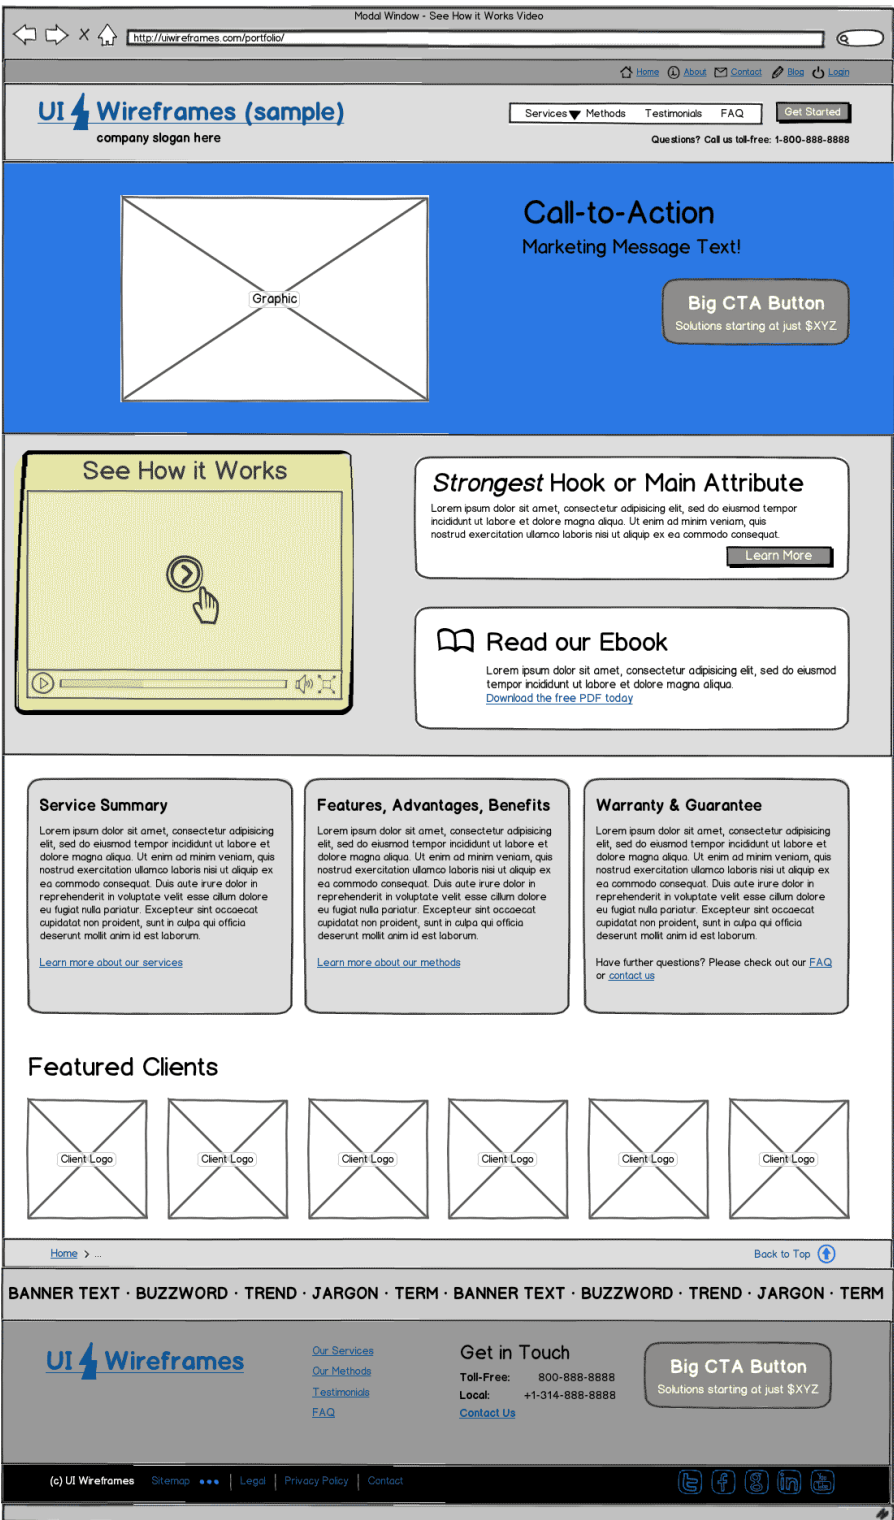 Modal Window - See How it Works Video
http://uiwireframes.com/portfolio/
Home About Contact Blog Login
UI Wireframes (sample)
company slogan here
Services Methods Testimonials FAQ
Get Started
Questions? Call us toll-free: 1-800-888-8888
Graphic
Call-to-Action
Marketing Message Text!
Big CTA Button
Solutions starting at just $XYZ
See How it Works
Strongest Hook or Main Attribute
Lorem ipsum dolor sit amet, consectetur adipisicing elit, sed do eiusmod tempor
incididunt ut labore et dolore magna aliqua. Ut enim ad minim veniam, quis
nostrud exercitation ullamco laboris nisi ut aliquip ex ea commodo consequat.
Learn More
Read our Ebook
Lorem ipsum dolor sit amet, consectetur adipisicing elit, sed do eiusmod
tempor incididunt ut labore et dolore magna aliqua.
Download the free PDF today
Service Summary
Lorem ipsum dolor sit amet, consectetur adipisicing
elit, sed do eiusmod tempor incididunt ut labore et
dolore magna aliqua. Ut enim ad minim veniam, quis
nostrud exercitation ullamco laboris nisi ut aliquip ex
ea commodo consequat. Duis aute irure dolor in
reprehenderit in voluptate velit esse cillum dolore
eu fugiat nulla pariatur. Excepteur sint occaecat
cupidatat non proident, sunt in culpa qui officia
deserunt mollit anim id est laborum.
Learn more about our services
Features, Advantages, Benefits
Lorem ipsum dolor sit amet, consectetur adipisicing
elit, sed do eiusmod tempor incididunt ut labore et
dolore magna aliqua. Ut enim ad minim veniam, quis
nostrud exercitation ullamco laboris nisi ut aliquip ex
ea commodo consequat. Duis aute irure dolor in
reprehenderit in voluptate velit esse cillum dolore
eu fugiat nulla pariatur. Excepteur sint occaecat
cupidatat non proident, sunt in culpa qui officia
deserunt mollit anim id est laborum.
Learn more about our methods
Warranty & Guarantee
Lorem ipsum dolor sit amet, consectetur adipisicing
elit, sed do eiusmod tempor incididunt ut labore et
dolore magna aliqua. Ut enim ad minim veniam, quis
nostrud exercitation ullamco laboris nisi ut aliquip ex
ea commodo consequat. Duis aute irure dolor in
reprehenderit in voluptate velit esse cillum dolore
eu fugiat nulla pariatur. Excepteur sint occaecat
cupidatat non proident, sunt in culpa qui officia
deserunt mollit anim id est laborum.
Have further questions? Please check out our FAQ
or contact us
Featured Clients
Client Logo Client Logo Client Logo Client Logo Client Logo Client Logo
Home > ...
Back to Top
BANNER TEXT · BUZZWORD · TREND · JARGON · TERM · BANNER TEXT · BUZZWORD · TREND · JARGON · TERM
UI Wireframes
Our Services
Our Methods
Testimonials
FAQ
Get in Touch
Toll-Free: 800-888-8888
Local: +1-314-888-8888
Contact Us
Big CTA Button
Solutions starting at just $XYZ
(c) UI Wireframes Sitemap ••• | Legal | Privacy Policy | Contact